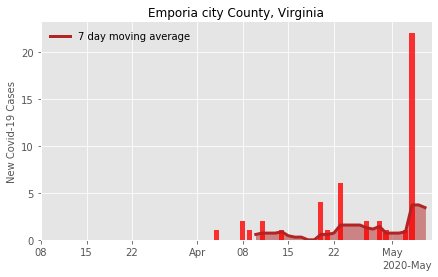 Emporia city County, Virginia
7 day moving average
New Covid-19 Cases
20
15
10
5
0
08 15 22 Apr 08 15 22 May
2020-May